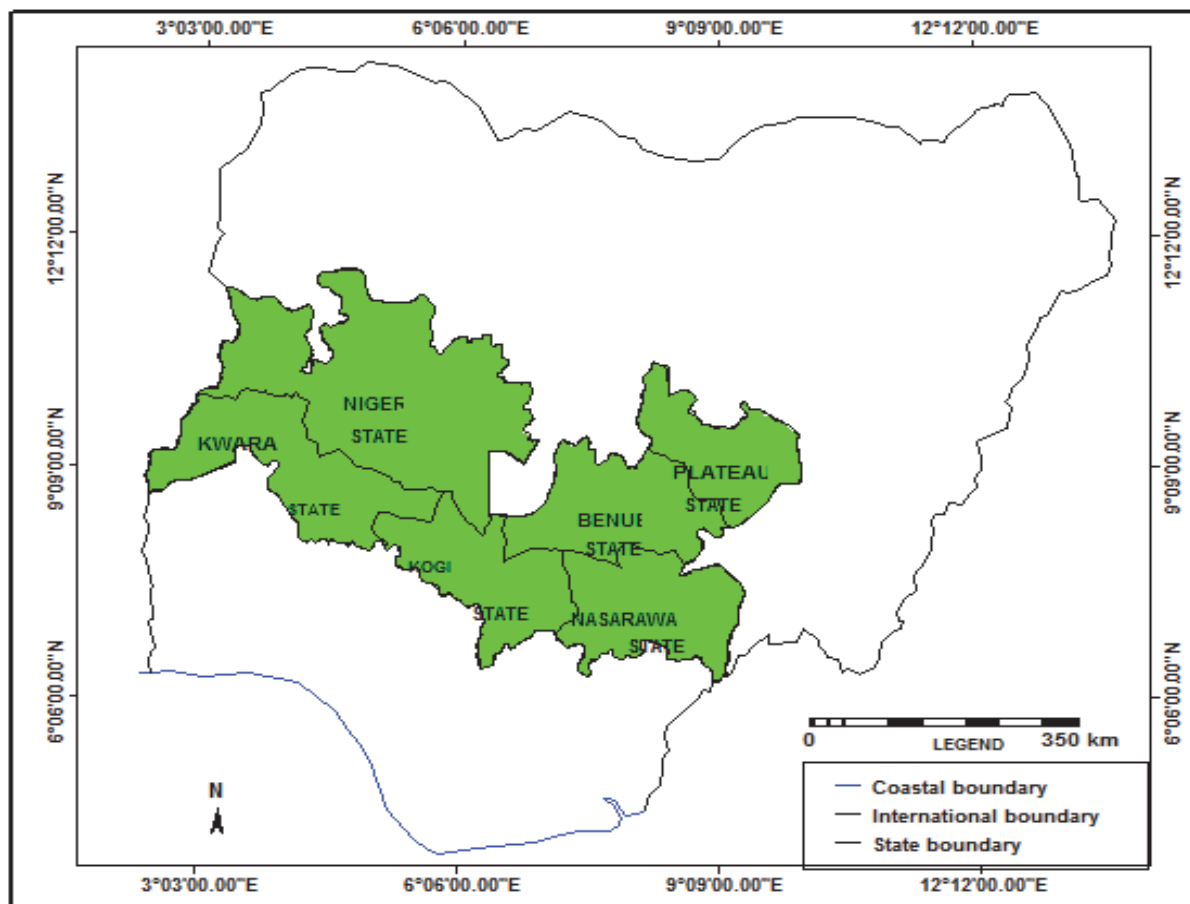 3°03'00.00"E 6°06'00.00"E 9°09'00.00"E 12°12'00.00"E
12°12'00.00"N
12°12'00.00"N
NIGER
STATE
KWARA
9°09'00.00"N
9°09'00.00"N
PLATEAU
STATE
STATE
BENUE
STATE
KOGI
STATE
NASARAWA
STATE
6°06'00.00"N
6°06'00.00"N
0 350 km
LEGEND
N
Coastal boundary
International boundary
State boundary
3°03'00.00"E 6°06'00.00"E 9°09'00.00"E 12°12'00.00"E